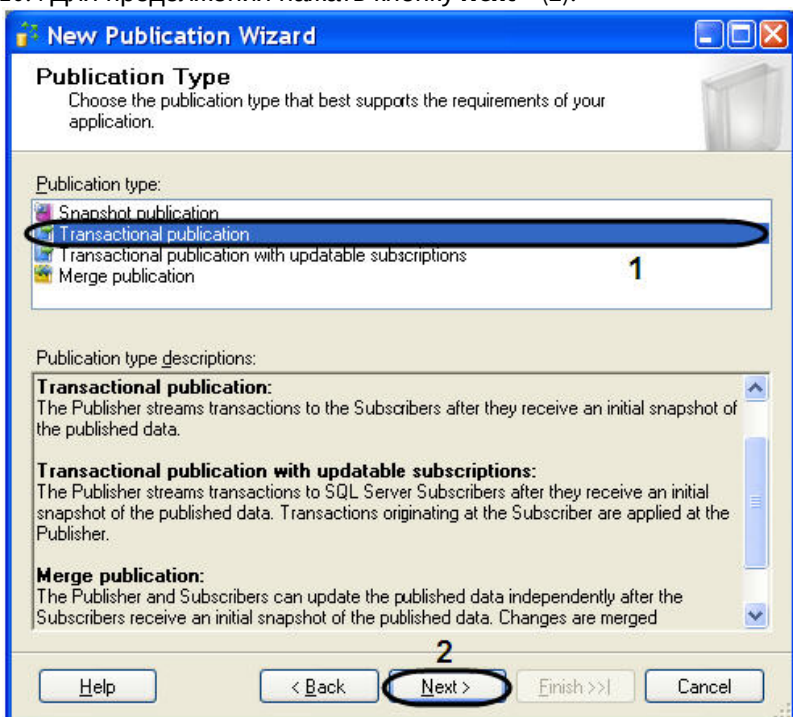 Для продолжения нажать кнопку Next > (2).
New Publication Wizard
Publication Type
Choose the publication type that best supports the requirements of your
application.
Publication type:
Snapshot publication
Transactional publication
Transactional publication with updatable subscriptions
Merge publication
1
Publication type descriptions:
Transactional publication:
The Publisher streams transactions to the Subscribers after they receive an initial snapshot of
the published data.
Transactional publication with updatable subscriptions:
The Publisher streams transactions to SQL Server Subscribers after they receive an initial
snapshot of the published data. Transactions originating at the Subscriber are applied at the
Publisher.
Merge publication:
The Publisher and Subscribers can update the published data independently after the
Subscribers receive an initial snapshot of the published data. Changes are merged
2
Help
< Back
Next >
Finish >>|
Cancel